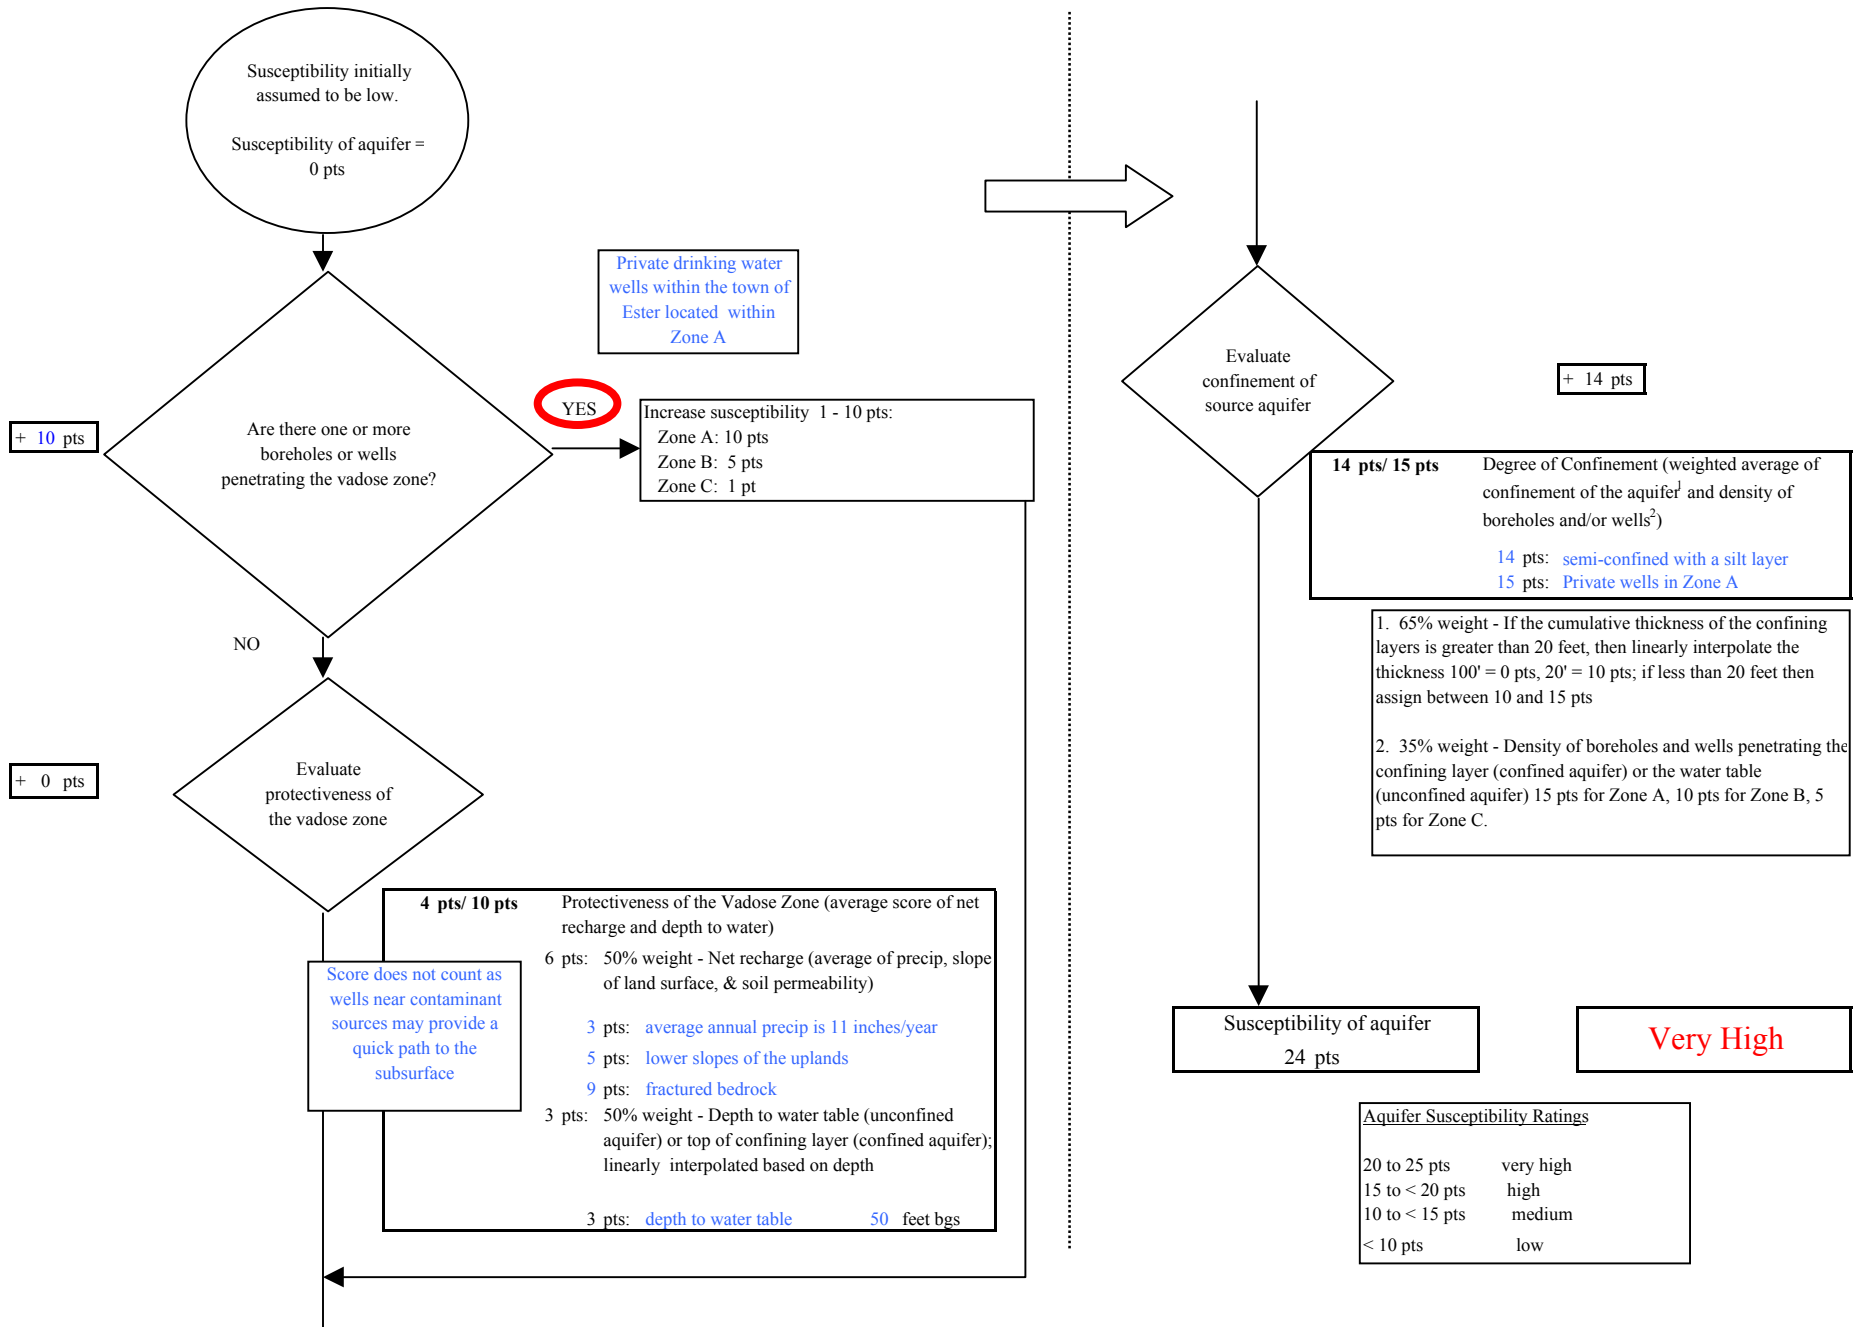 Susceptibility initially
assumed to be low.
Susceptibility of aquifer =
0 pts
Private drinking water
wells within the town of
Ester located within
Zone A
YES
+ 10 pts
Are there one or more
boreholes or wells
penetrating the vadose zone?
Increase susceptibility 1 - 10 pts:
Zone A: 10 pts
Zone B: 5 pts
Zone C: 1 pt
NO
+ 0 pts
Evaluate
protectiveness of
the vadose zone
4 pts/ 10 pts Protectiveness of the Vadose Zone (average score of net
recharge and depth to water)
Score does not count as
wells near contaminant
sources may provide a
quick path to the
subsurface
6 pts: 50% weight - Net recharge (average of precip, slope
of land surface, & soil permeability)
3 pts: average annual precip is 11 inches/year
5 pts: lower slopes of the uplands
9 pts: fractured bedrock
3 pts: 50% weight - Depth to water table (unconfined
aquifer) or top of confining layer (confined aquifer);
linearly interpolated based on depth
3 pts: depth to water table 50 feet bgs
Evaluate
confinement of
source aquifer
+ 14 pts
14 pts/ 15 pts Degree of Confinement (weighted average of
confinement of the aquifer1 and density of
boreholes and/or wells2)
14 pts: semi-confined with a silt layer
15 pts: Private wells in Zone A
1. 65% weight - If the cumulative thickness of the confining
layers is greater than 20 feet, then linearly interpolate the
thickness 100' = 0 pts, 20' = 10 pts; if less than 20 feet then
assign between 10 and 15 pts
2. 35% weight - Density of boreholes and wells penetrating the
confining layer (confined aquifer) or the water table
(unconfined aquifer) 15 pts for Zone A, 10 pts for Zone B, 5
pts for Zone C.
Susceptibility of aquifer
24 pts
Very High
Aquifer Susceptibility Ratings
20 to 25 pts very high
15 to < 20 pts high
10 to < 15 pts medium
< 10 pts low